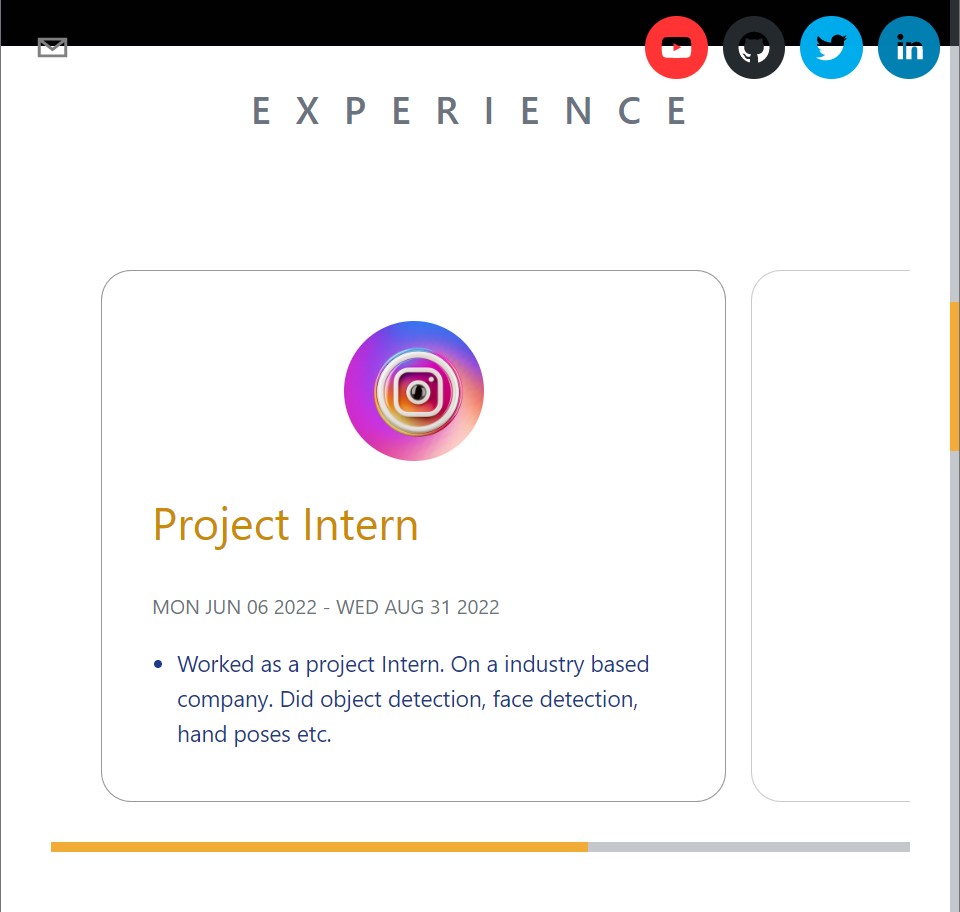 in
EXPERIENCE
Project Intern
MON JUN 06 2022 - WED AUG 31 2022
• Worked as a project Intern. On a industry based
company. Did object detection, face detection,
hand poses etc.